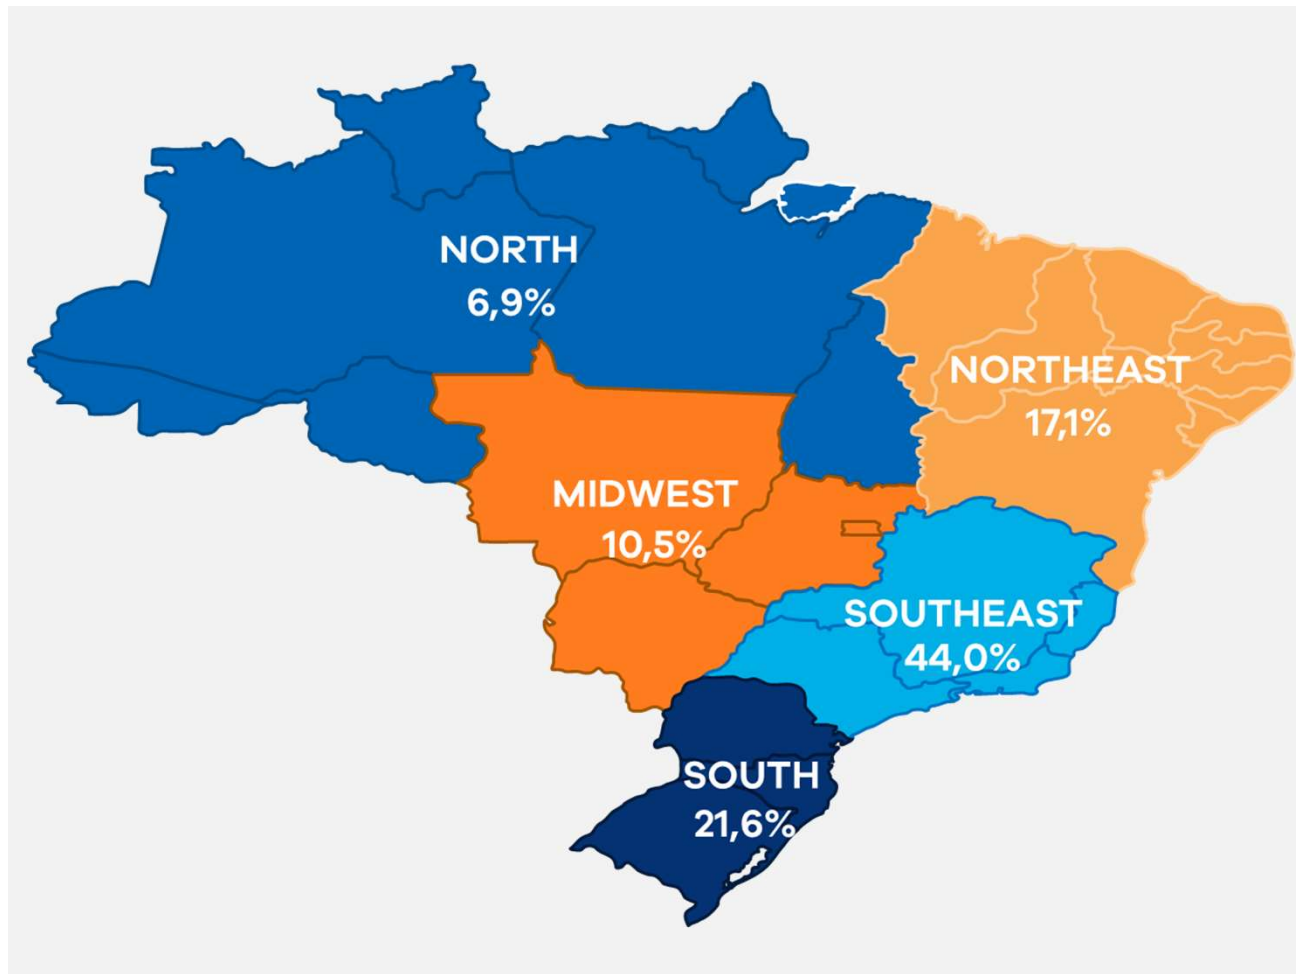 NORTH
6,9%
NORTHEAST
17,1%
MIDWEST
10,5%
SOUTHEAST
44,0%
SOUTH
21,6%